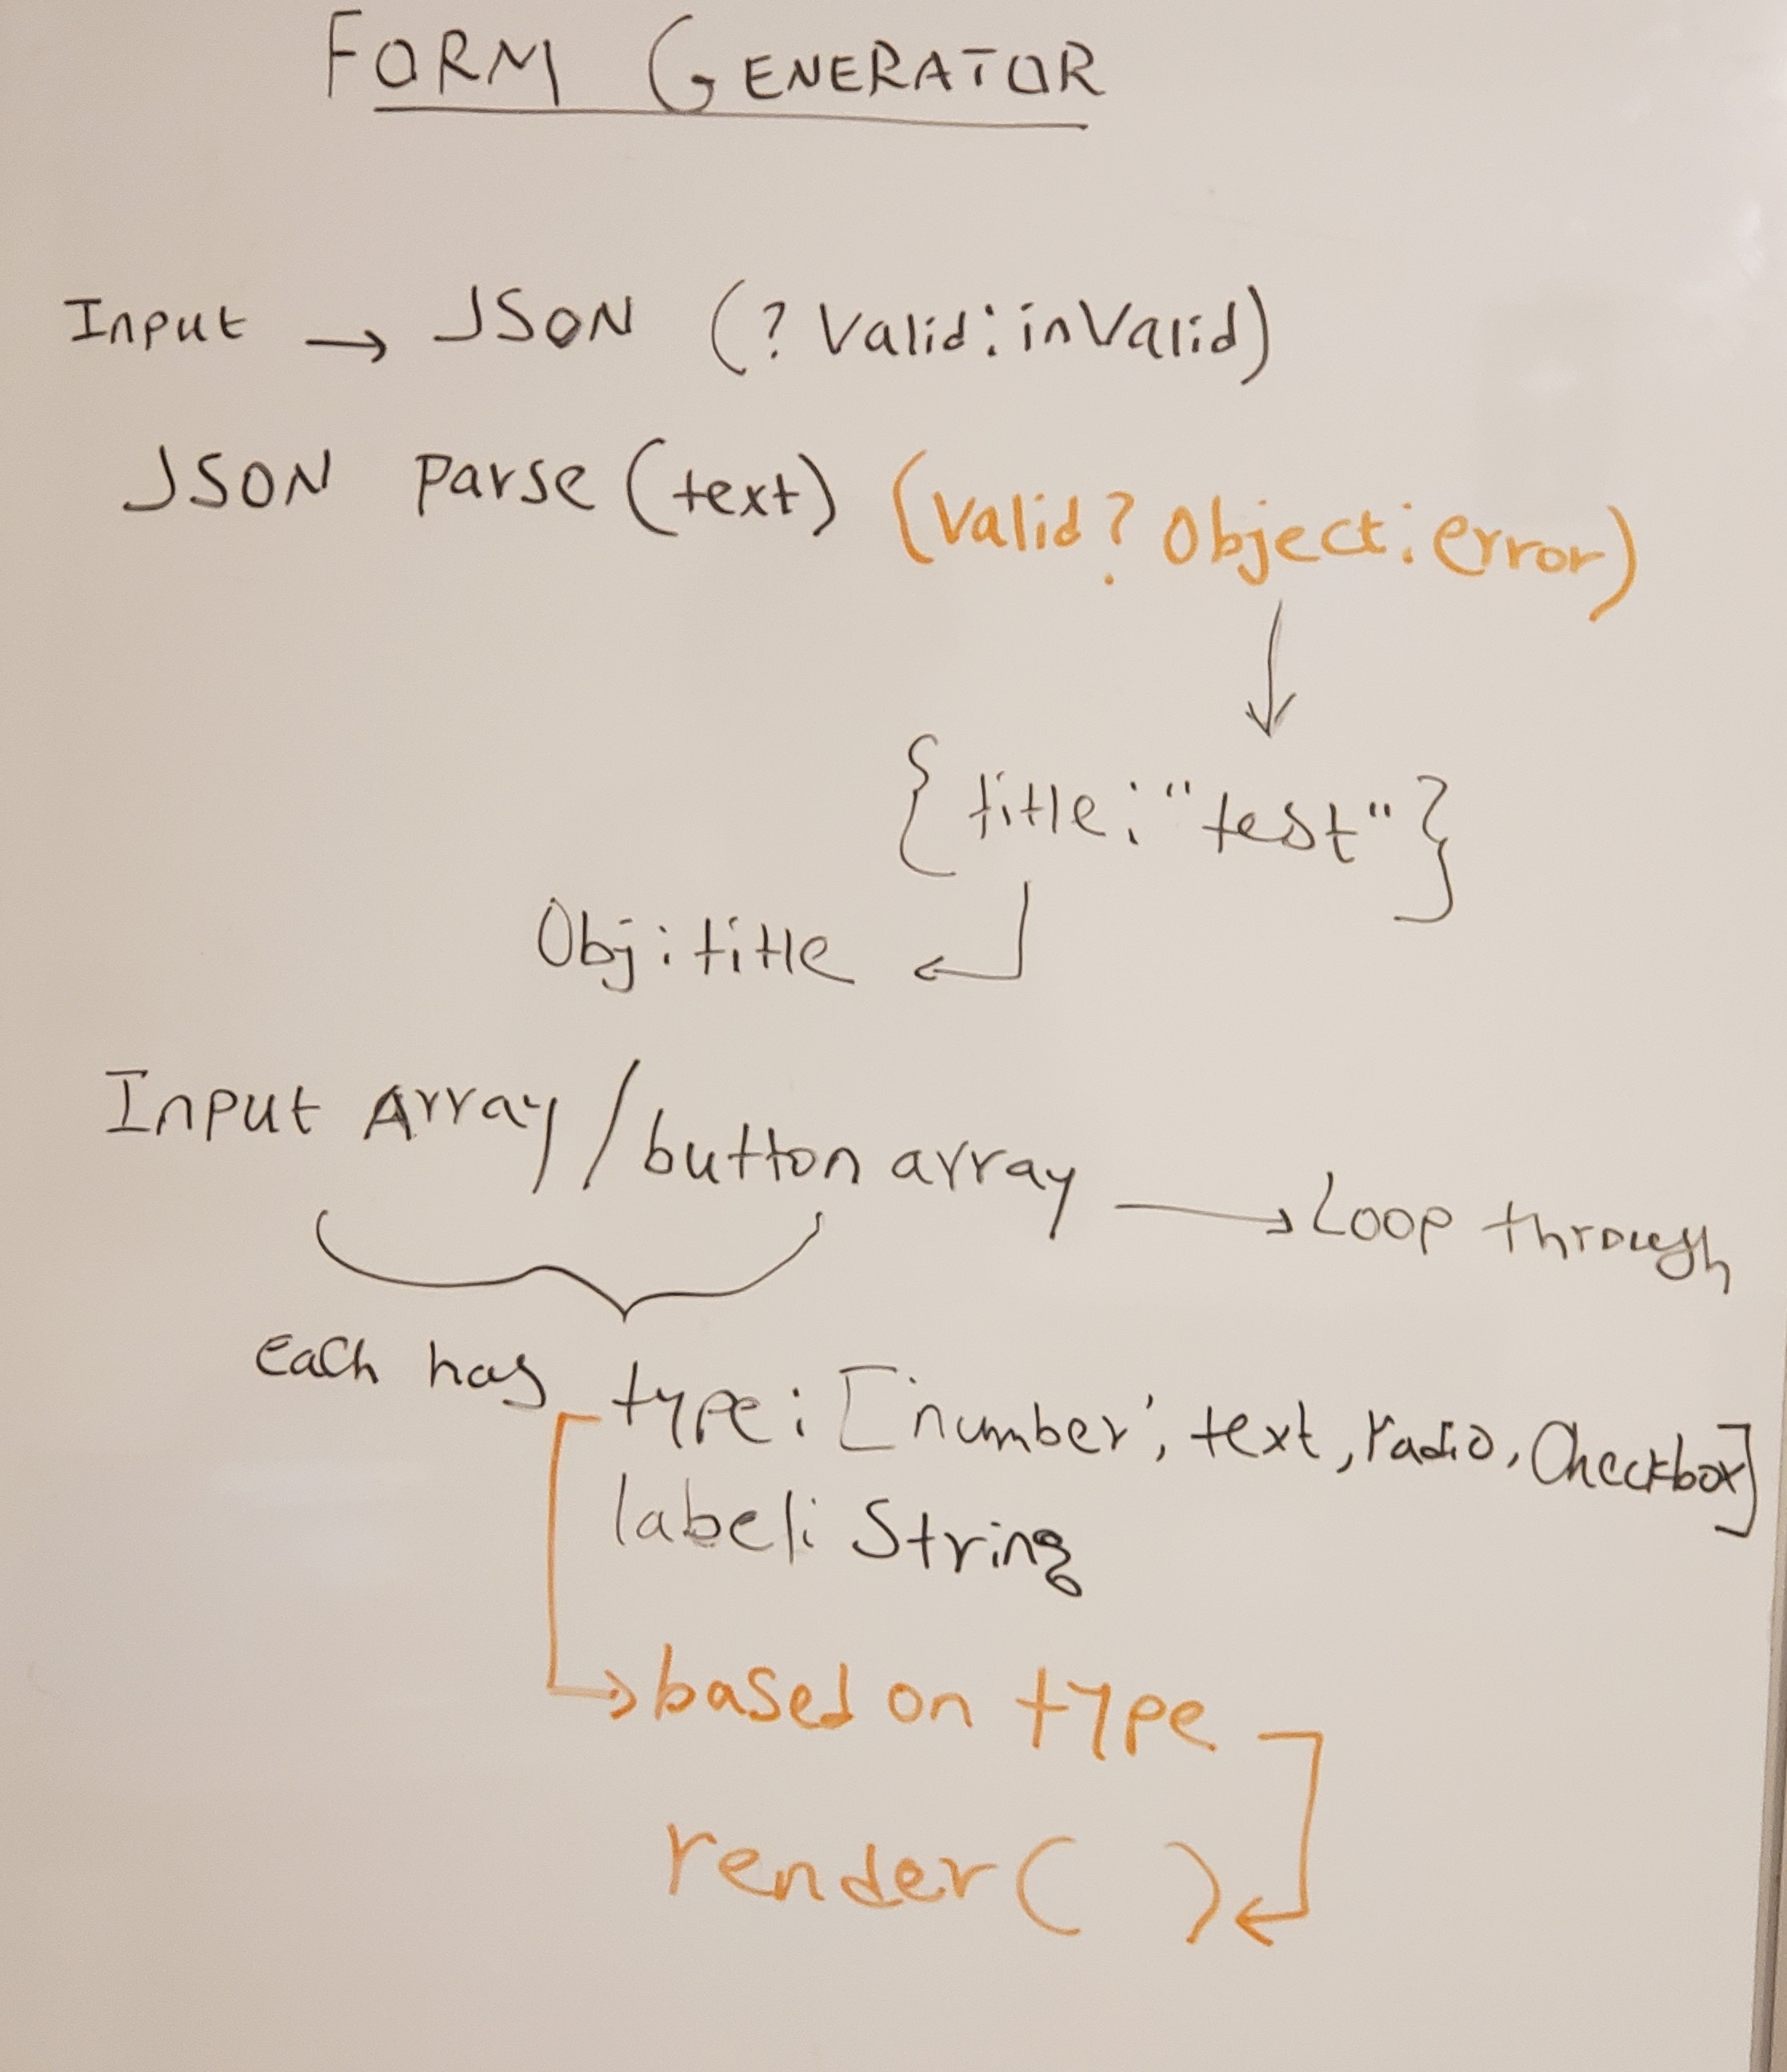 FORM GENERATOR
Input → JSON (? Valid : inValid)
JSON parse (text) (Valid? Object : error)
{ title : "test" }
Obj : title
Input Array / button array → Loop through
each has type : ['number', text, radio, Checkbox]
label : String
→ based on type
render ( )